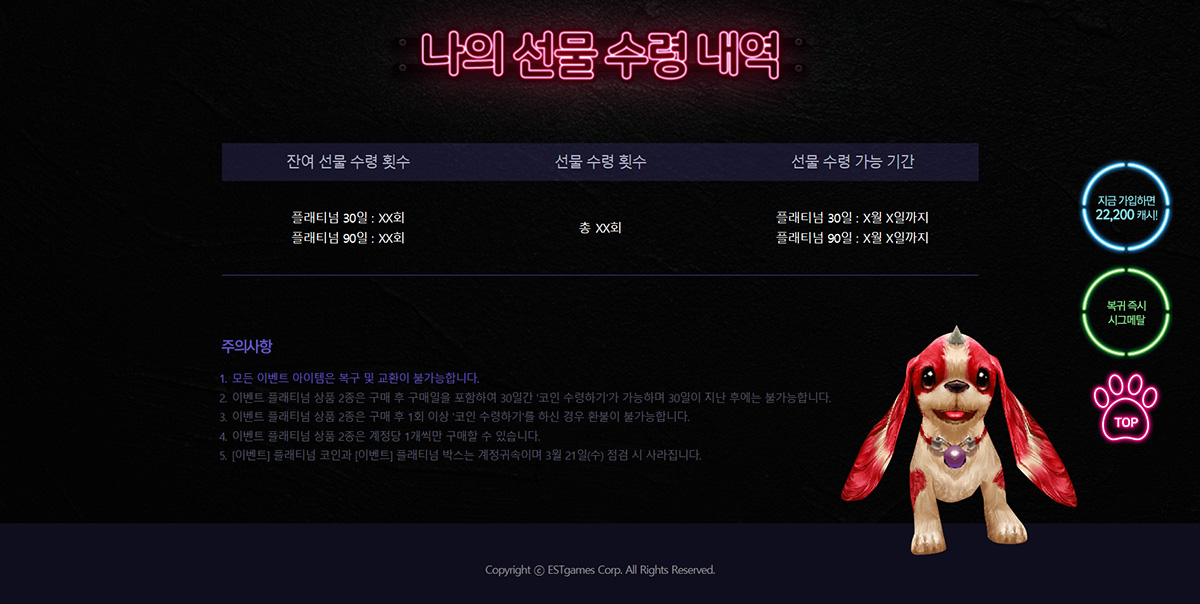 나의 선물 수령 내역
잔여 선물 수령 횟수 선물 수령 횟수 선물 수령 가능 기간
플래티넘 30일 : XX회
플래티넘 90일 : XX회
총 XX회
플래티넘 30일 : X월 X일까지
플래티넘 90일 : X월 X일까지
지금 가입하면
22,200 캐시!
복귀 즉시
시그메탈
TOP
주의사항
1. 모든 이벤트 아이템은 복구 및 교환이 불가능합니다.
2. 이벤트 플래티넘 상품 2종은 구매 후 구매일을 포함하여 30일간 '코인 수령하기'가 가능하며 30일이 지난 후에는 불가능합니다.
3. 이벤트 플래티넘 상품 2종은 구매 후 1회 이상 '코인 수령하기'를 하신 경우 환불이 불가능합니다.
4. 이벤트 플래티넘 상품 2종은 계정당 1개씩만 구매할 수 있습니다.
5. [이벤트] 플래티넘 코인과 [이벤트] 플래티넘 박스는 계정귀속이며 3월 21일(수) 점검 시 사라집니다.
Copyright ⓒ ESTgames Corp. All Rights Reserved.